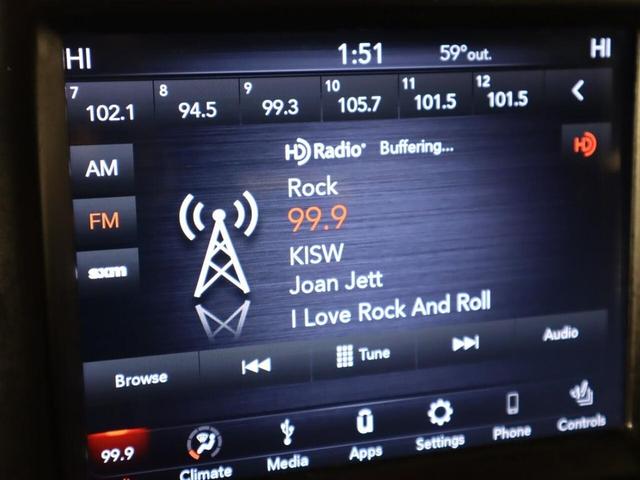 HI 1:51 59°out. HI
7 102.1 8 94.5 9 99.3 10 105.7 11 101.5 12 101.5
HD Radio® Buffering... HD
AM
Rock
FM
99.9
KISW
sxm
Joan Jett
I Love Rock And Roll
Browse Tune Audio
99.9 Climate Media Apps Settings Phone Controls